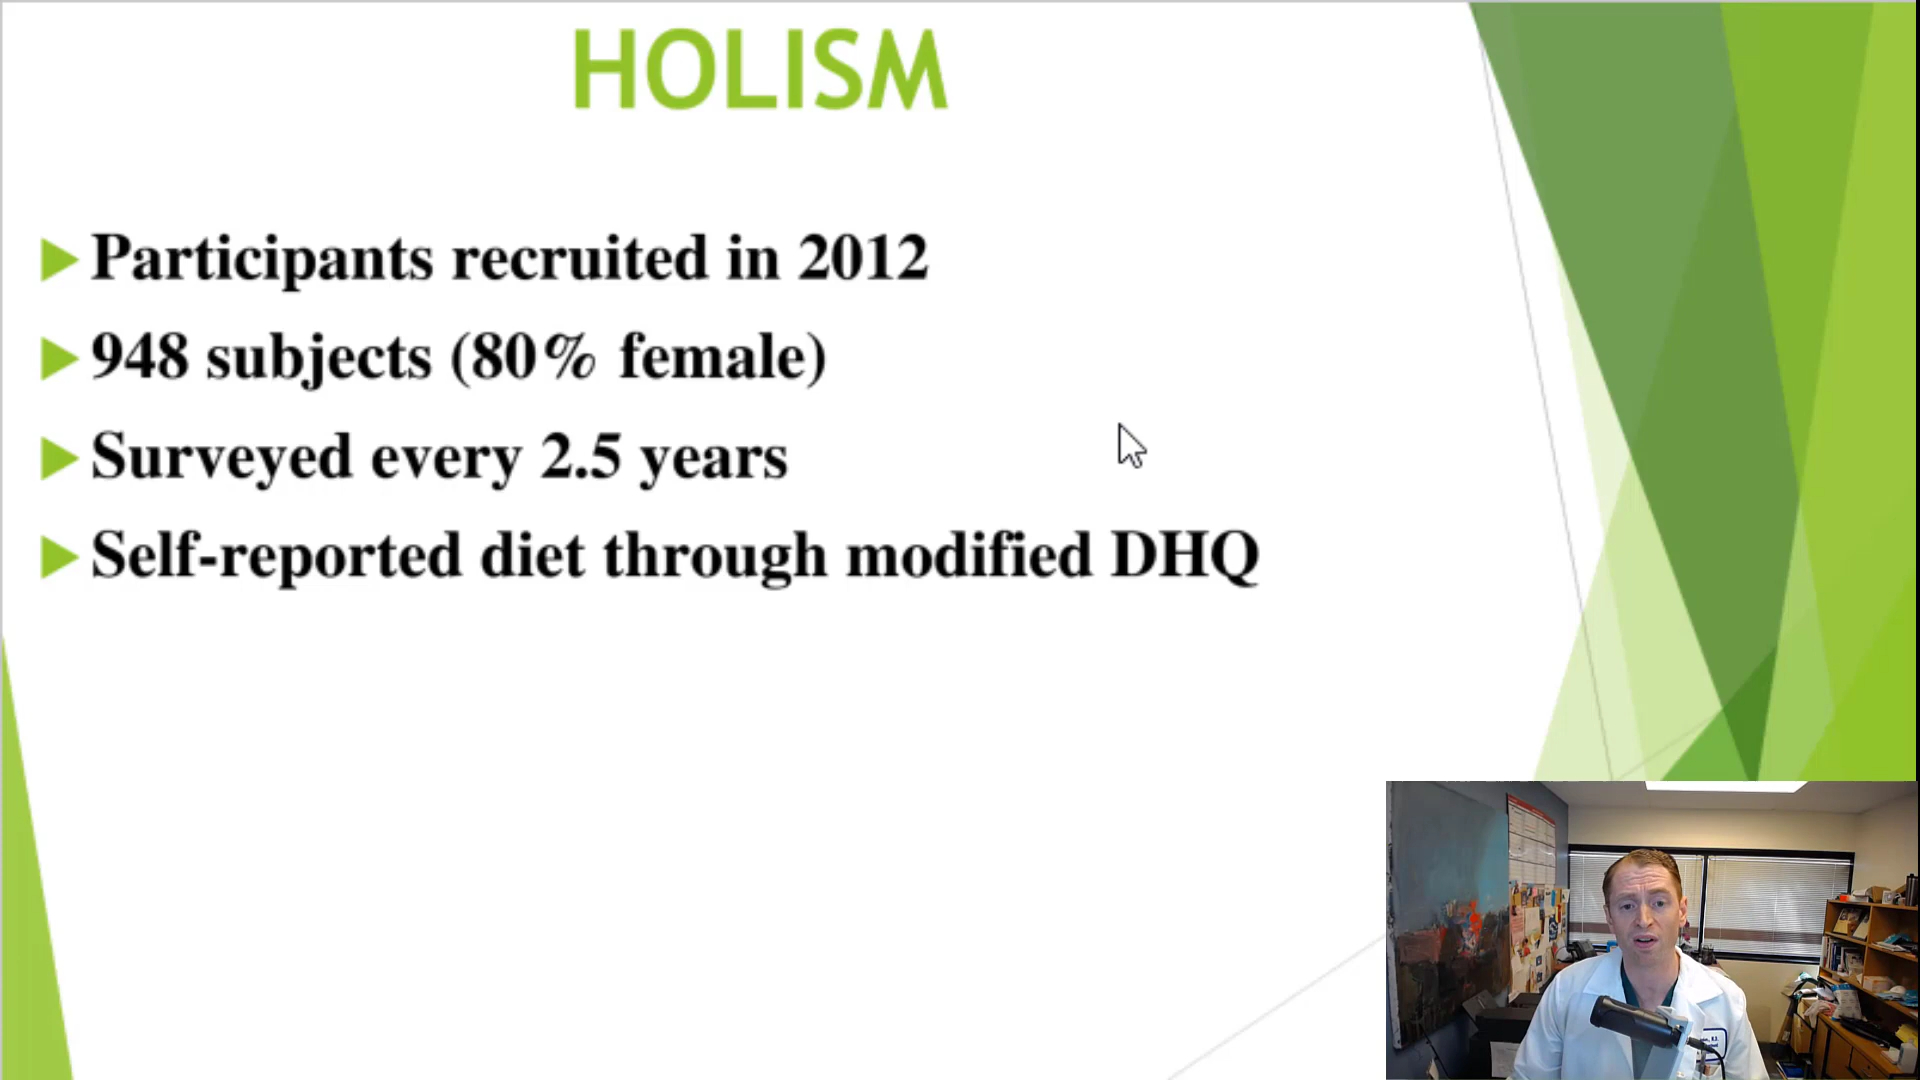 HOLISM
Participants recruited in 2012
948 subjects (80% female)
Surveyed every 2.5 years
Self-reported diet through modified DHQ